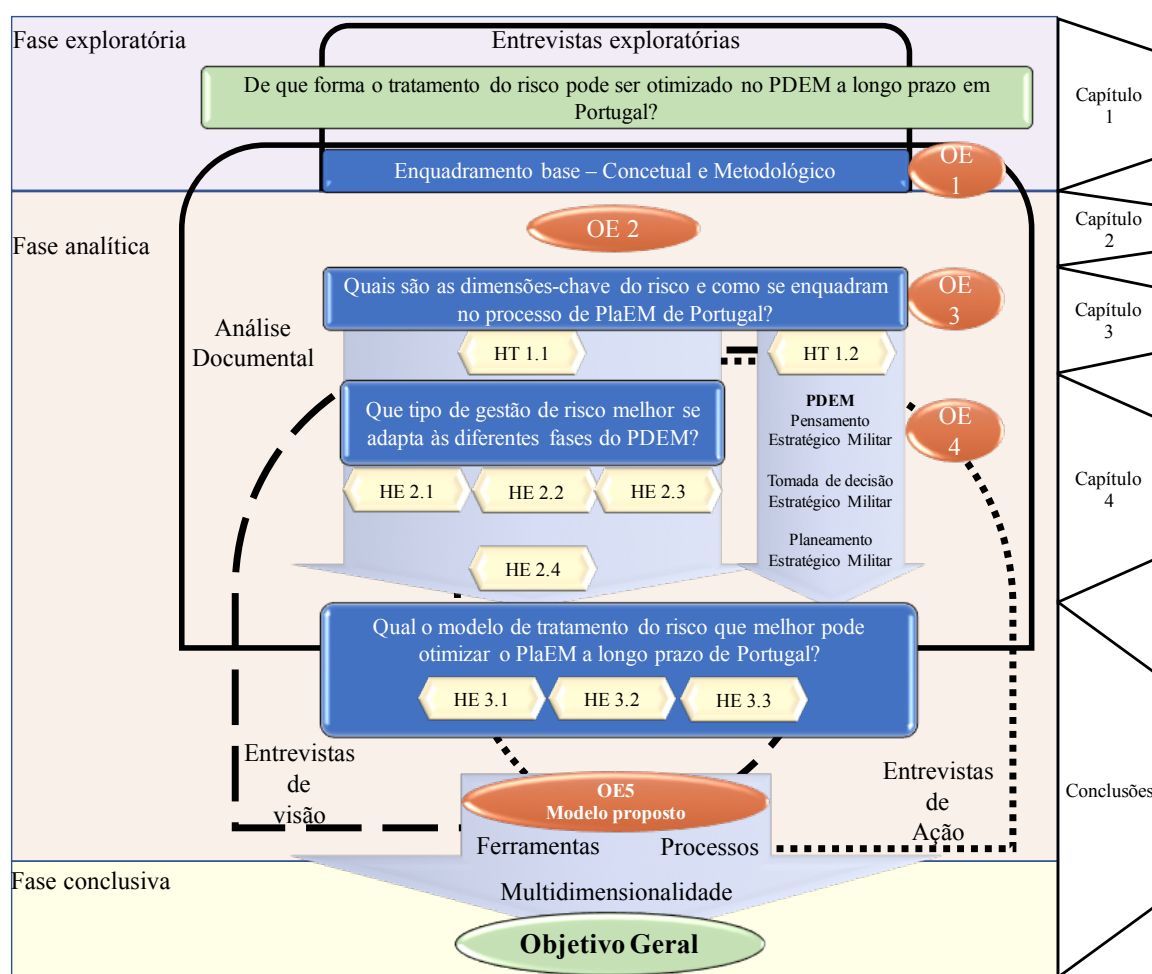 Fase exploratória
Entrevistas exploratórias
De que forma o tratamento do risco pode ser otimizado no PDEM a longo prazo em
Portugal?
Capítulo
1
Enquadramento base – Concetual e Metodológico
OE
1
Fase analítica
OE 2
Capítulo
2
Quais são as dimensões-chave do risco e como se enquadram
no processo de PlaEM de Portugal?
OE
3
Capítulo
3
Análise
Documental
HT 1.1
HT 1.2
Que tipo de gestão de risco melhor se
adapta às diferentes fases do PDEM?
PDEM
Pensamento
Estratégico Militar
Tomada de decisão
Estratégico Militar
Planeamento
Estratégico Militar
OE
4
Capítulo
4
HE 2.1
HE 2.2
HE 2.3
HE 2.4
Qual o modelo de tratamento do risco que melhor pode
otimizar o PlaEM a longo prazo de Portugal?
HE 3.1
HE 3.2
HE 3.3
Entrevistas
de
visão
OE5
Modelo proposto
Entrevistas
de
Ação
Conclusões
Ferramentas
Processos
Fase conclusiva
Multidimensionalidade
Objetivo Geral